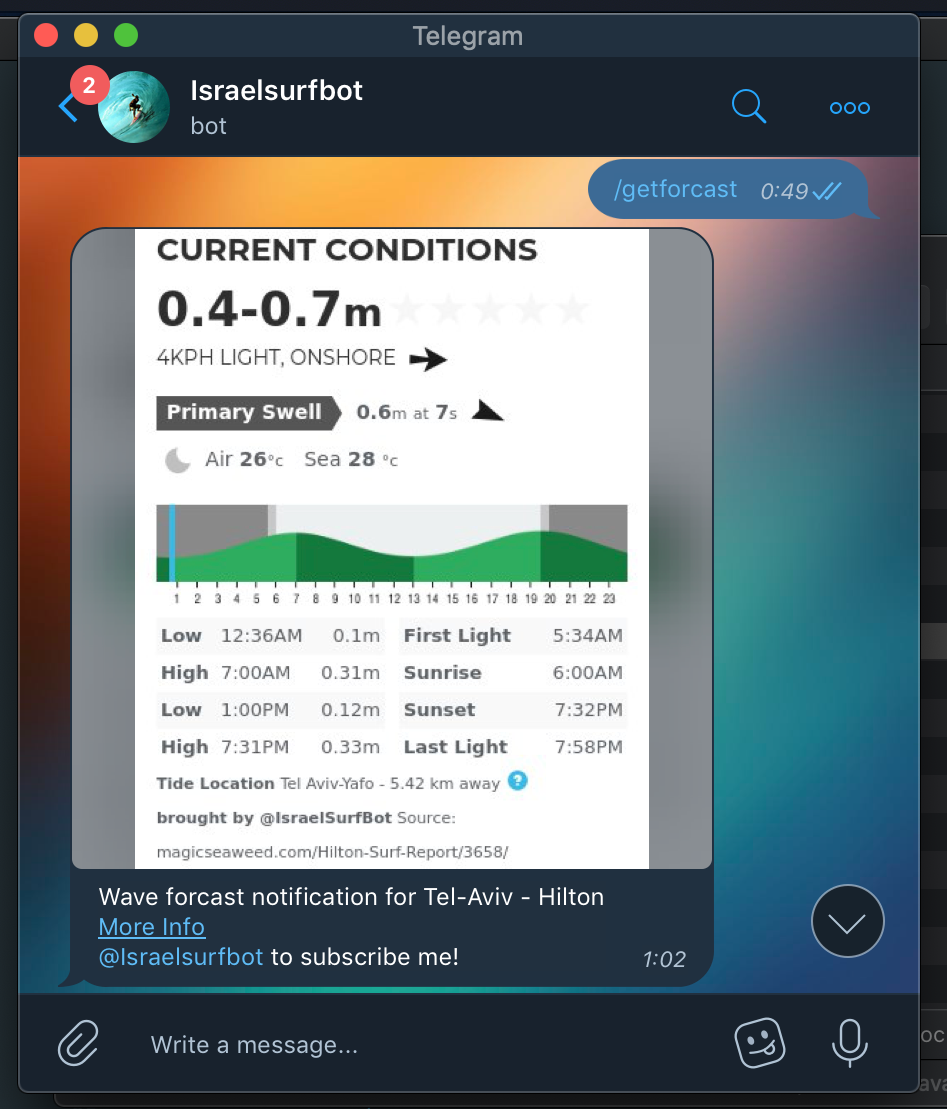 Telegram
2
Israelsurfbot
bot
/getforcast 0:49
CURRENT CONDITIONS
0.4-0.7m
4KPH LIGHT, ONSHORE
Primary Swell 0.6m at 7s
Air 26°c Sea 28 °c
1 2 3 4 5 6 7 8 9 10 11 12 13 14 15 16 17 18 19 20 21 22 23
Low 12:36AM 0.1m First Light 5:34AM
High 7:00AM 0.31m Sunrise 6:00AM
Low 1:00PM 0.12m Sunset 7:32PM
High 7:31PM 0.33m Last Light 7:58PM
Tide Location Tel Aviv-Yafo - 5.42 km away ?
brought by @IsraelSurfBot Source:
magicseaweed.com/Hilton-Surf-Report/3658/
Wave forcast notification for Tel-Aviv - Hilton
More Info
@Israelsurfbot to subscribe me!
1:02
Write a message...
oc
ava